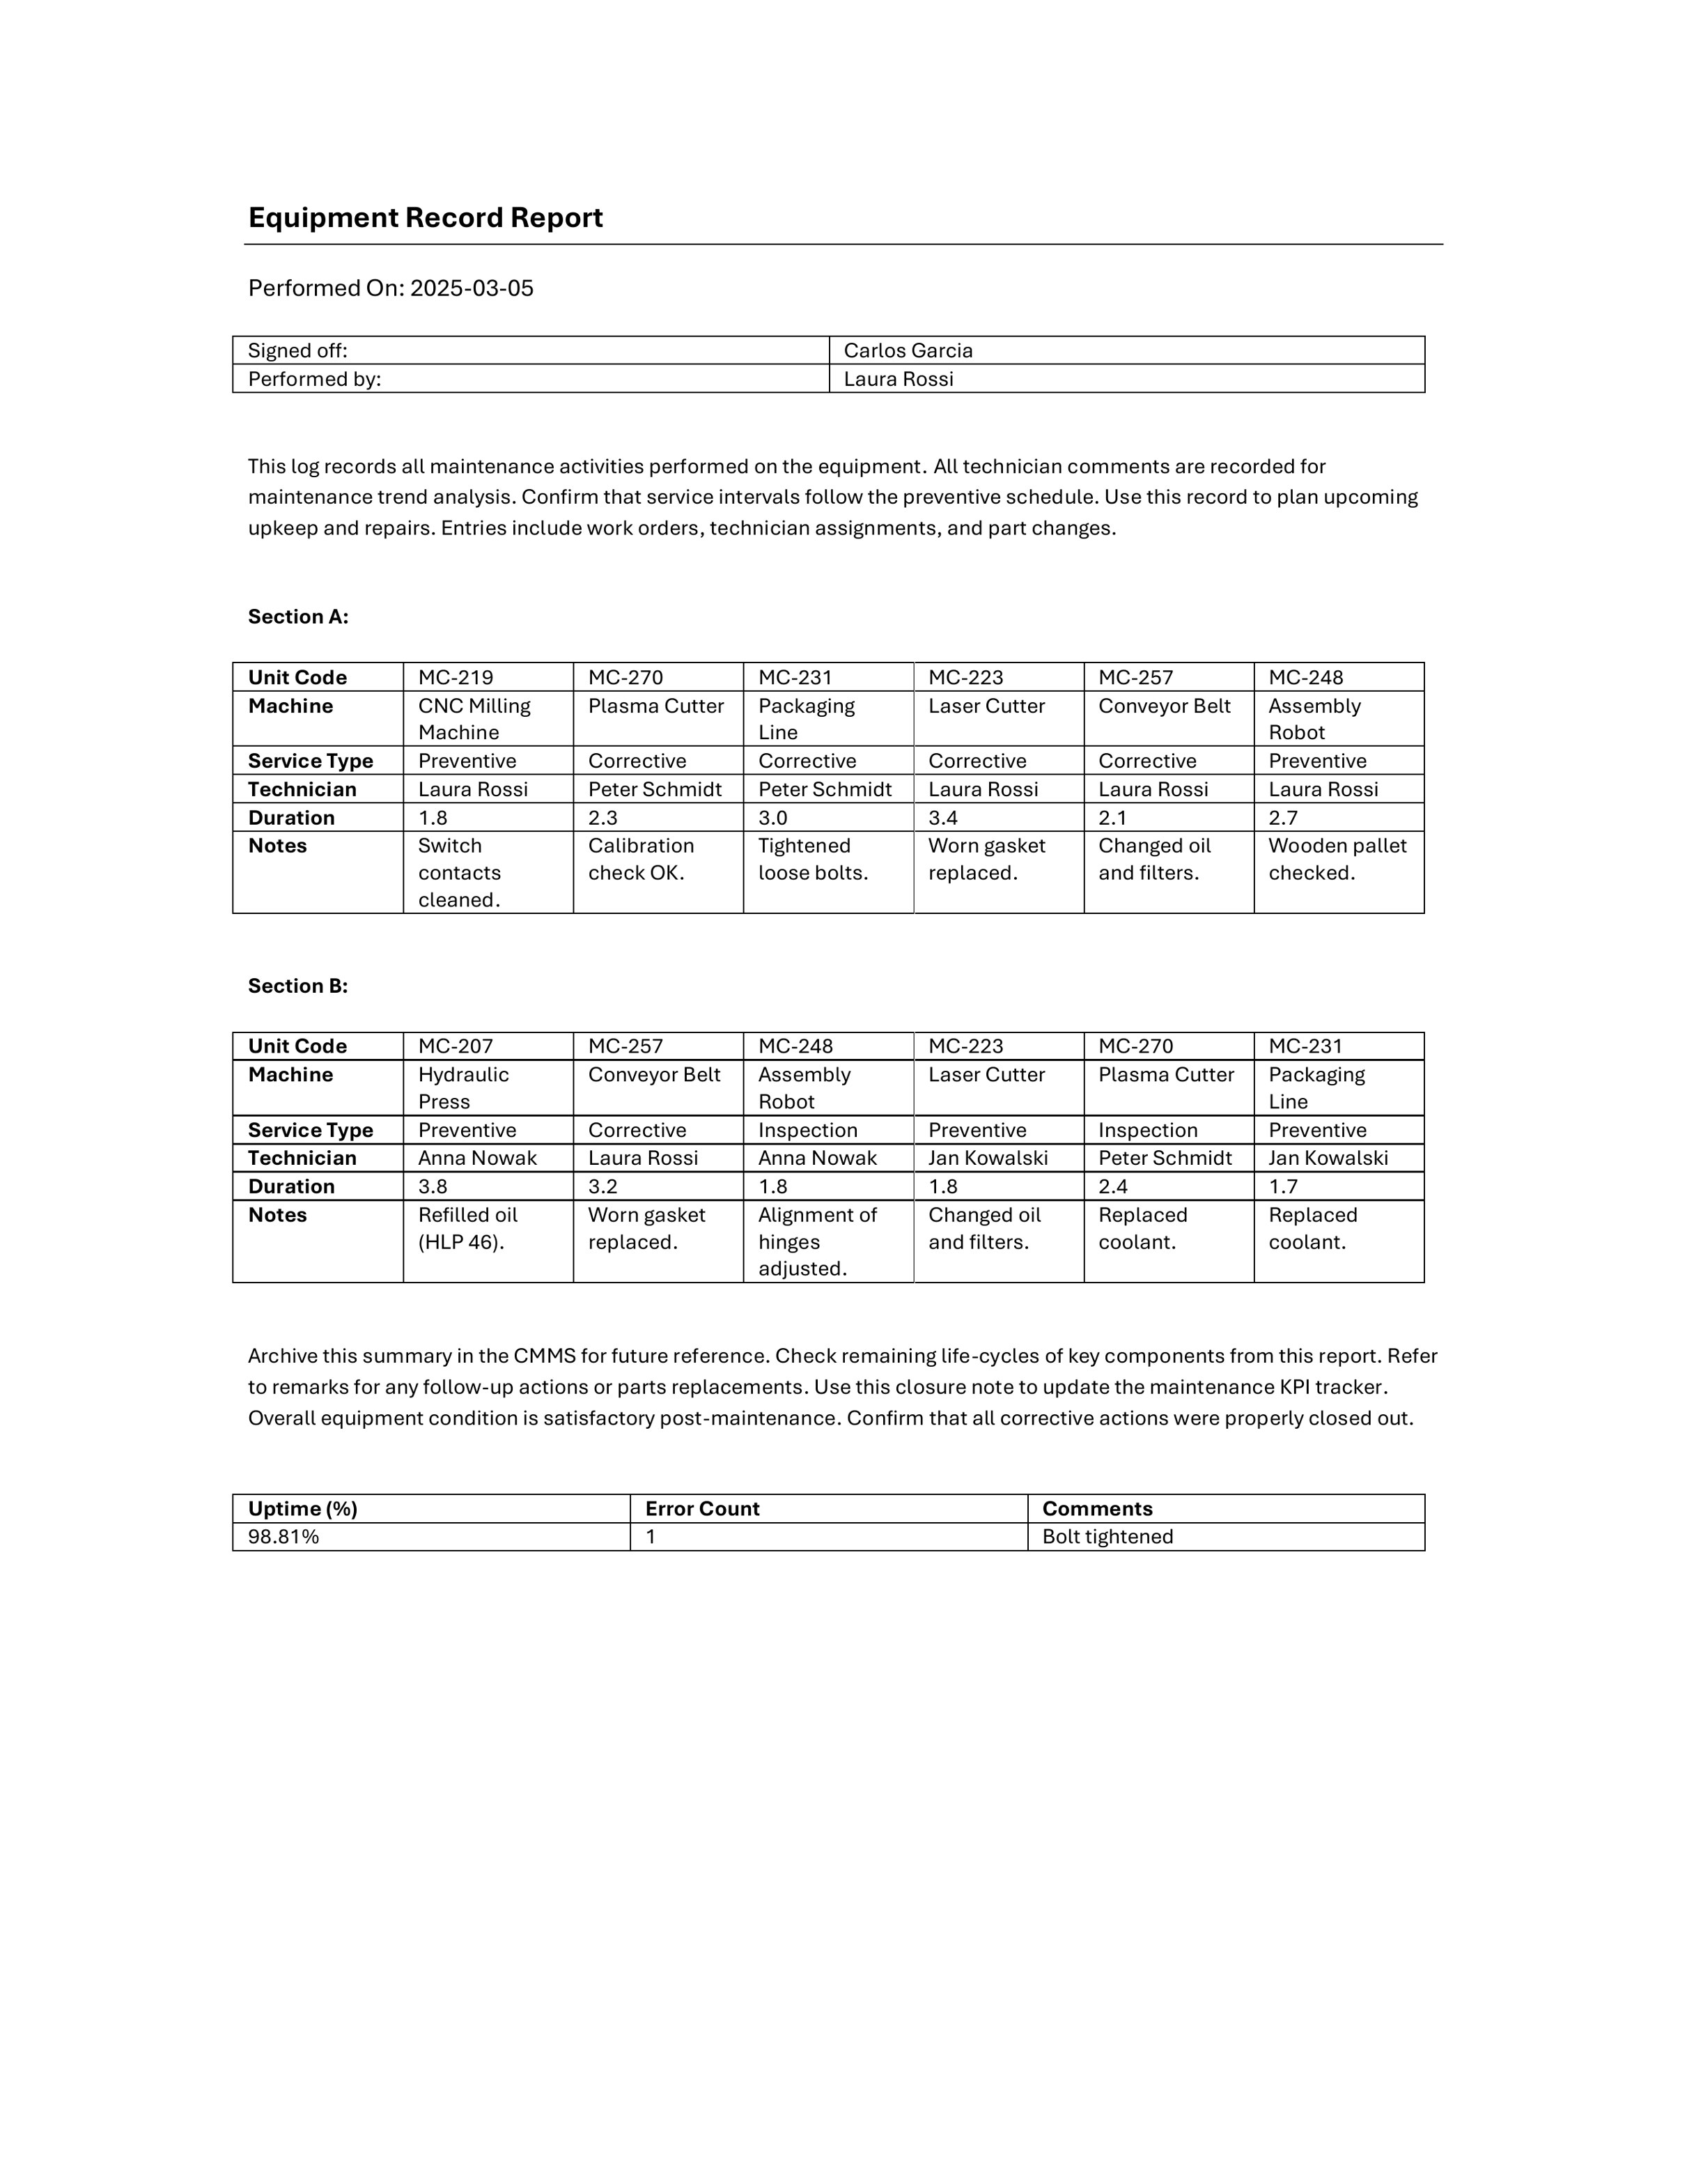 Equipment Record Report
Performed On: 2025-03-05
Signed off: Carlos Garcia
Performed by: Laura Rossi
This log records all maintenance activities performed on the equipment. All technician comments are recorded for
maintenance trend analysis. Confirm that service intervals follow the preventive schedule. Use this record to plan upcoming
upkeep and repairs. Entries include work orders, technician assignments, and part changes.
Section A:
Unit Code MC-219 MC-270 MC-231 MC-223 MC-257 MC-248
Machine CNC Milling Plasma Cutter Packaging Laser Cutter Conveyor Belt Assembly
Machine Line Robot
Service Type Preventive Corrective Corrective Corrective Corrective Preventive
Technician Laura Rossi Peter Schmidt Peter Schmidt Laura Rossi Laura Rossi Laura Rossi
Duration 1.8 2.3 3.0 3.4 2.1 2.7
Notes Switch Calibration Tightened Worn gasket Changed oil Wooden pallet
contacts check OK. loose bolts. replaced. and filters. checked.
cleaned.
Section B:
Unit Code MC-207 MC-257 MC-248 MC-223 MC-270 MC-231
Machine Hydraulic Conveyor Belt Assembly Laser Cutter Plasma Cutter Packaging
Press Robot Line
Service Type Preventive Corrective Inspection Preventive Inspection Preventive
Technician Anna Nowak Laura Rossi Anna Nowak Jan Kowalski Peter Schmidt Jan Kowalski
Duration 3.8 3.2 1.8 1.8 2.4 1.7
Notes Refilled oil Worn gasket Alignment of Changed oil Replaced Replaced
(HLP 46). replaced. hinges and filters. coolant. coolant.
adjusted.
Archive this summary in the CMMS for future reference. Check remaining life-cycles of key components from this report. Refer
to remarks for any follow-up actions or parts replacements. Use this closure note to update the maintenance KPI tracker.
Overall equipment condition is satisfactory post-maintenance. Confirm that all corrective actions were properly closed out.
Uptime (%) Error Count Comments
98.81% 1 Bolt tightened